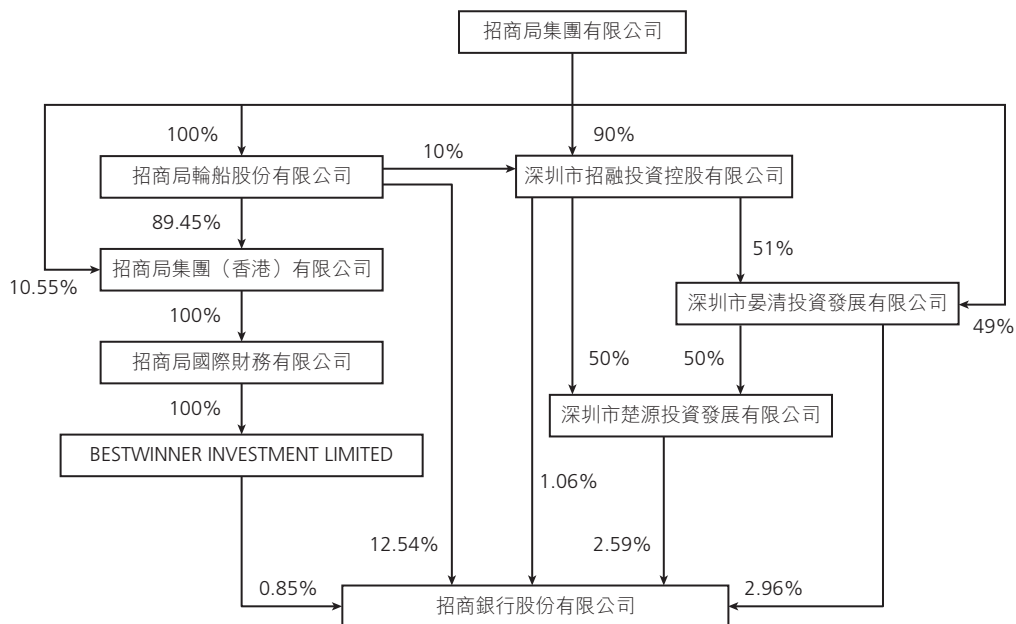 招商局集團有限公司
100%
90%
招商局輪船股份有限公司
10%
深圳市招融投資控股有限公司
89.45%
51%
招商局集團（香港）有限公司
10.55%
深圳市晏清投資發展有限公司
49%
100%
招商局國際財務有限公司
50%
50%
100%
深圳市楚源投資發展有限公司
BESTWINNER INVESTMENT LIMITED
1.06%
12.54%
2.59%
0.85%
2.96%
招商銀行股份有限公司